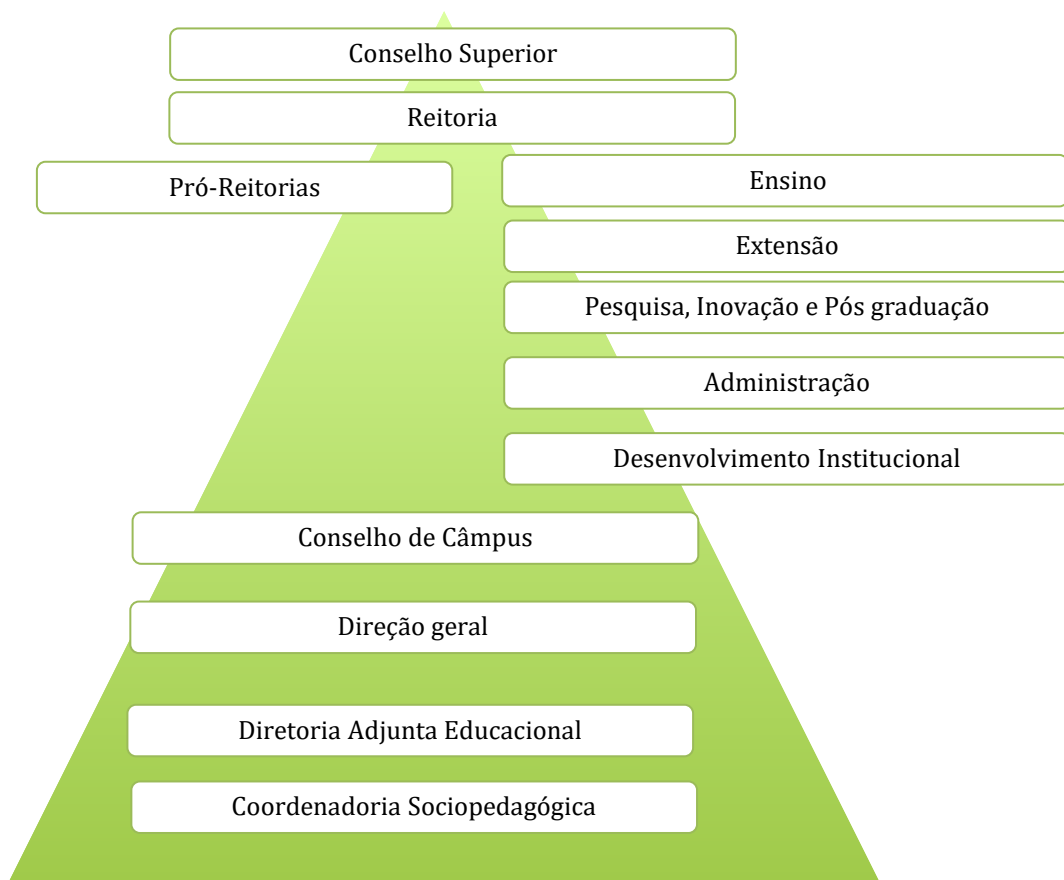 Conselho Superior
Reitoria
Pró-Reitorias
Ensino
Extensão
Pesquisa, Inovação e Pós graduação
Administração
Desenvolvimento Institucional
Conselho de Câmpus
Direção geral
Diretoria Adjunta Educacional
Coordenadoria Sociopedagógica